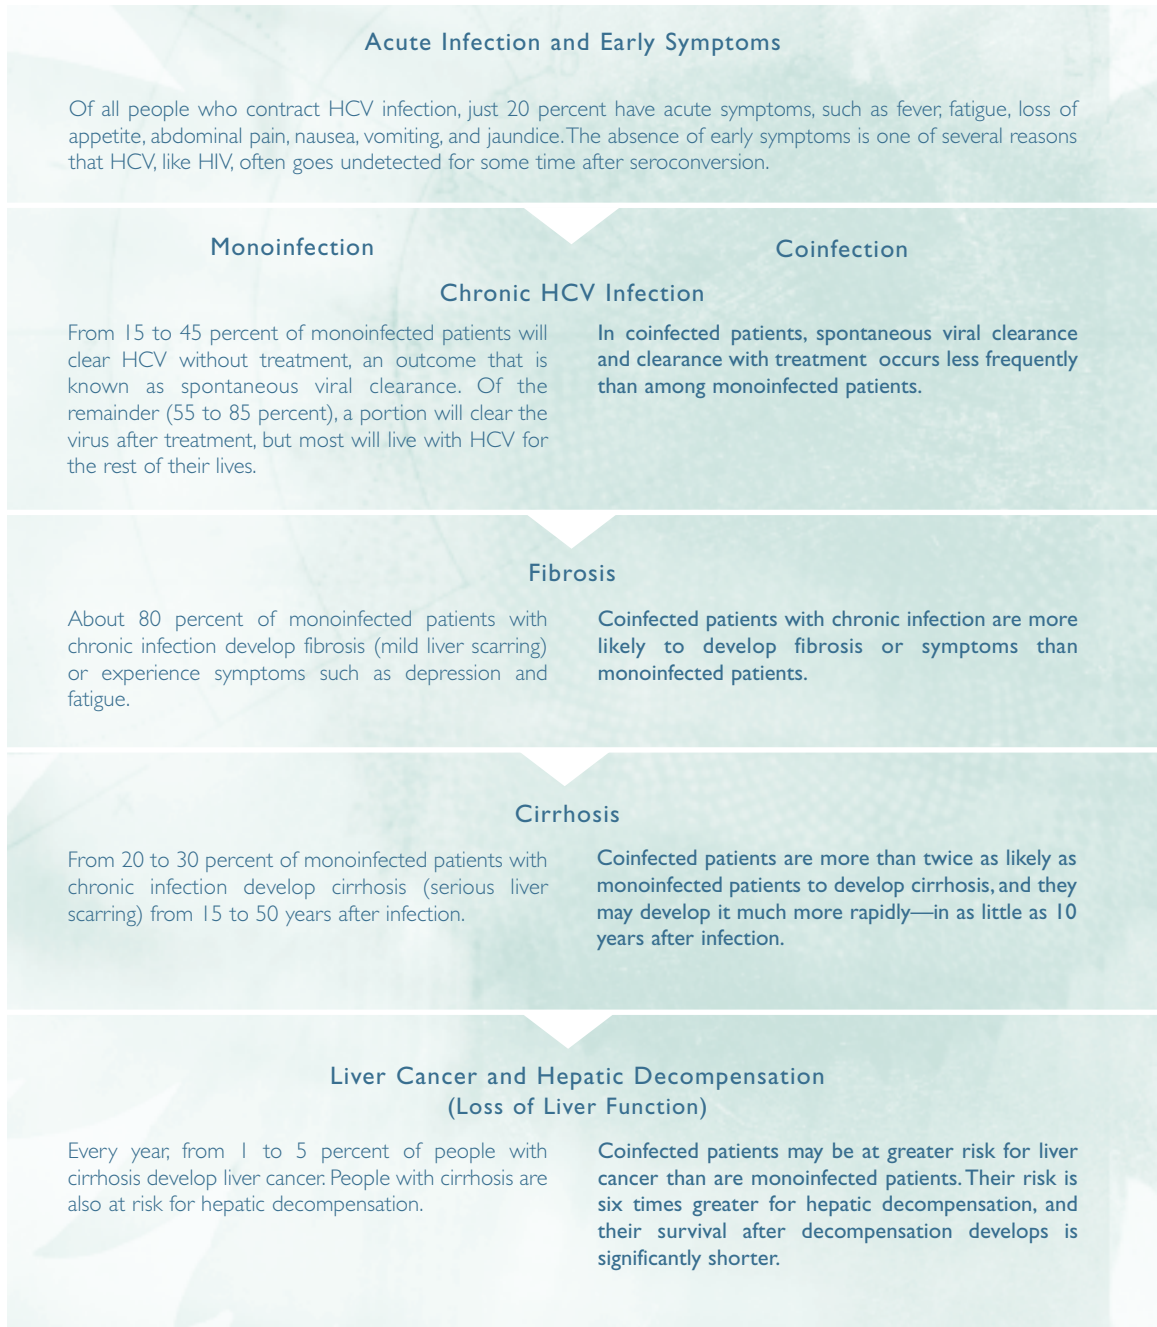 Acute Infection and Early Symptoms
Of all people who contract HCV infection, just 20 percent have acute symptoms, such as fever, fatigue, loss of
appetite, abdominal pain, nausea, vomiting, and jaundice. The absence of early symptoms is one of several reasons
that HCV, like HIV, often goes undetected for some time after seroconversion.
Monoinfection
Coinfection
Chronic HCV Infection
From 15 to 45 percent of monoinfected patients will
clear HCV without treatment, an outcome that is
known as spontaneous viral clearance. Of the
remainder (55 to 85 percent), a portion will clear the
virus after treatment, but most will live with HCV for
the rest of their lives.
In coinfected patients, spontaneous viral clearance
and clearance with treatment occurs less frequently
than among monoinfected patients.
Fibrosis
About 80 percent of monoinfected patients with
chronic infection develop fibrosis (mild liver scarring)
or experience symptoms such as depression and
fatigue.
Coinfected patients with chronic infection are more
likely to develop fibrosis or symptoms than
monoinfected patients.
Cirrhosis
From 20 to 30 percent of monoinfected patients with
chronic infection develop cirrhosis (serious liver
scarring) from 15 to 50 years after infection.
Coinfected patients are more than twice as likely as
monoinfected patients to develop cirrhosis, and they
may develop it much more rapidly—in as little as 10
years after infection.
Liver Cancer and Hepatic Decompensation
(Loss of Liver Function)
Every year, from 1 to 5 percent of people with
cirrhosis develop liver cancer. People with cirrhosis are
also at risk for hepatic decompensation.
Coinfected patients may be at greater risk for liver
cancer than are monoinfected patients. Their risk is
six times greater for hepatic decompensation, and
their survival after decompensation develops is
significantly shorter.